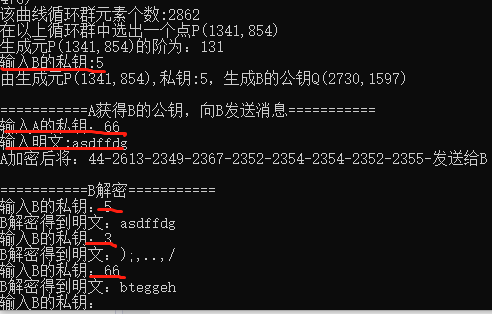 该曲线循环群元素个数:2862
在以上循环群中选出一个点P(1341,854)
生成元P(1341,854)的阶为：131
输入B的私钥:5
由生成元P(1341,854),私钥:5，生成B的公钥Q(2730,1597)
===========A获得B的公钥，向B发送消息===========
输入A的私钥：66
输入明文:asdffdg
A加密后将：44-2613-2349-2367-2352-2354-2354-2352-2355-发送给B
===========B解密===========
输入B的私钥：5
B解密得到明文：asdffdg
输入B的私钥：3
B解密得到明文：);,..,/
输入B的私钥：66
B解密得到明文：bteggeh
输入B的私钥：